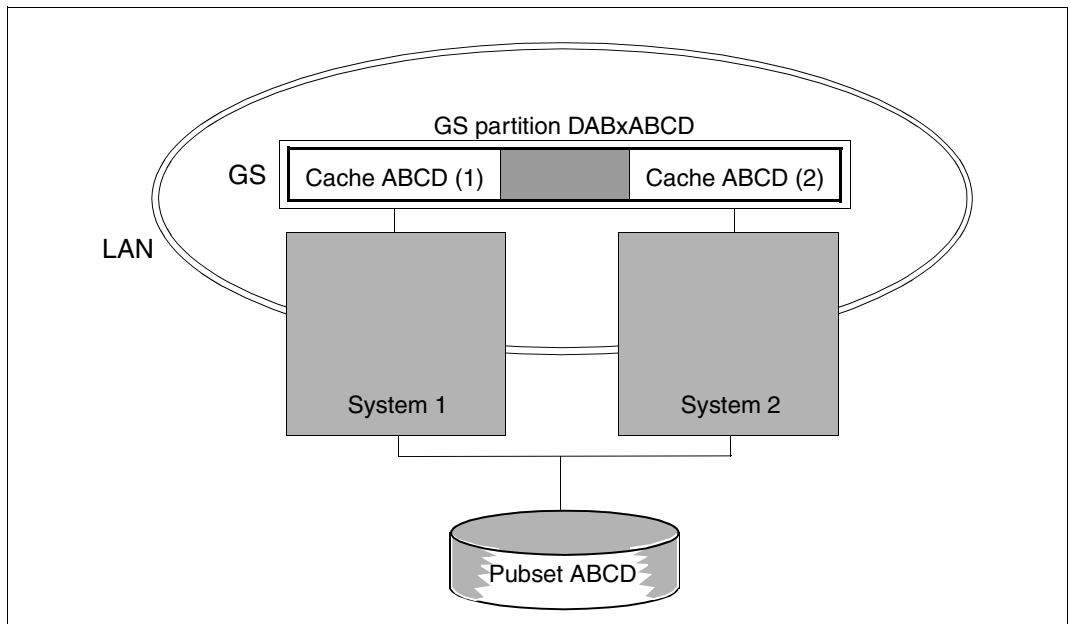 GS partition DABxABCD
GS
Cache ABCD (1)
Cache ABCD (2)
LAN
System 1
System 2
Pubset ABCD